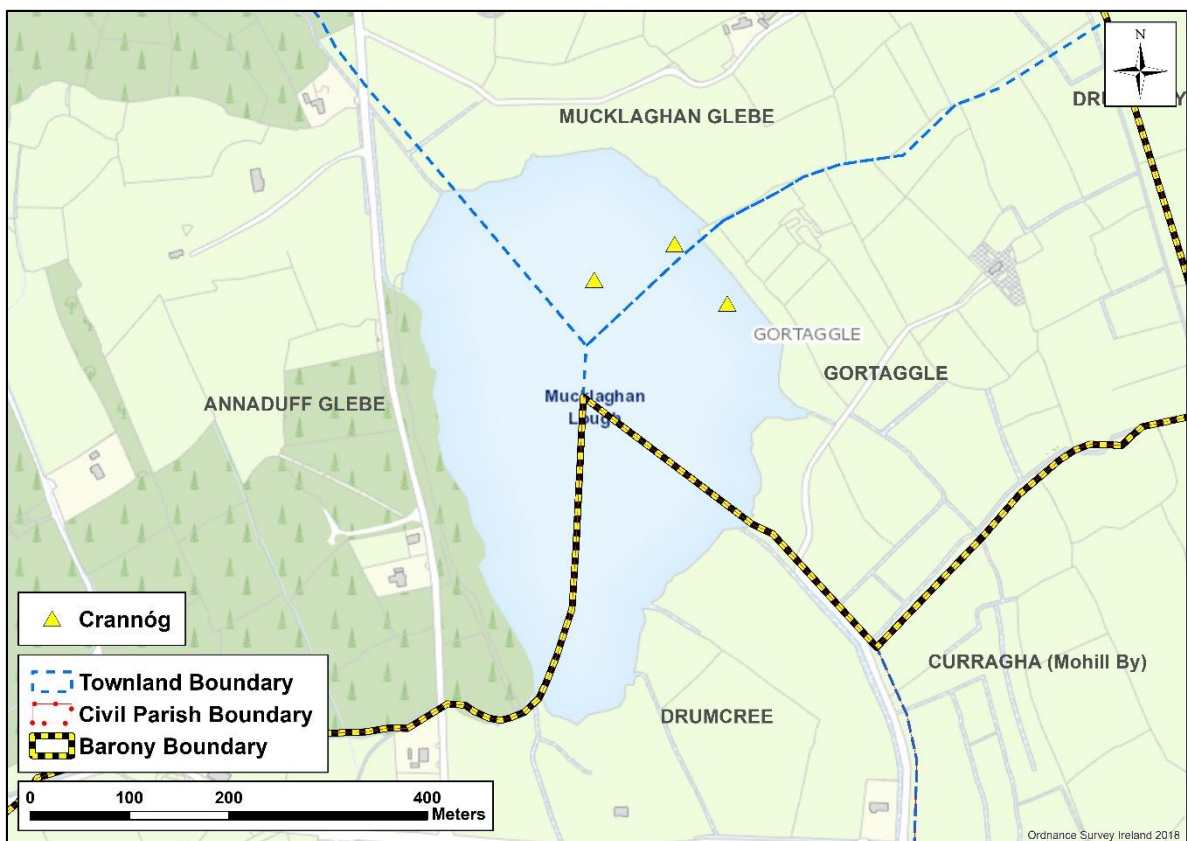 N
MUCKLAGHAN GLEBE
GORTAGGLE
GORTAGGLE
Mucklaghan
Lough
ANNADUFF GLEBE
CURRAGHA (Mohill By)
DRUMCREE
Crannóg
Townland Boundary
Civil Parish Boundary
Barony Boundary
0 100 200 400
Meters
Ordnance Survey Ireland 2018